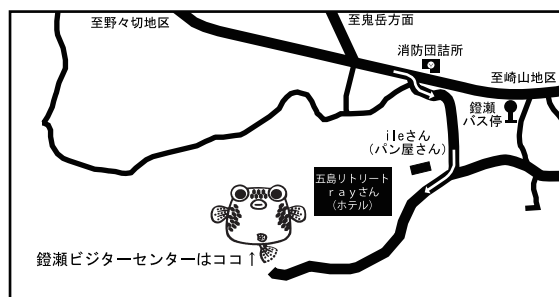 至野々切地区
至鬼岳方面
消防団詰所
至崎山地区
鐙瀬
バス停
ileさん
(パン屋さん)
五島リトリート
rayさん
(ホテル)
鐙瀬ビジターセンターはココ↑